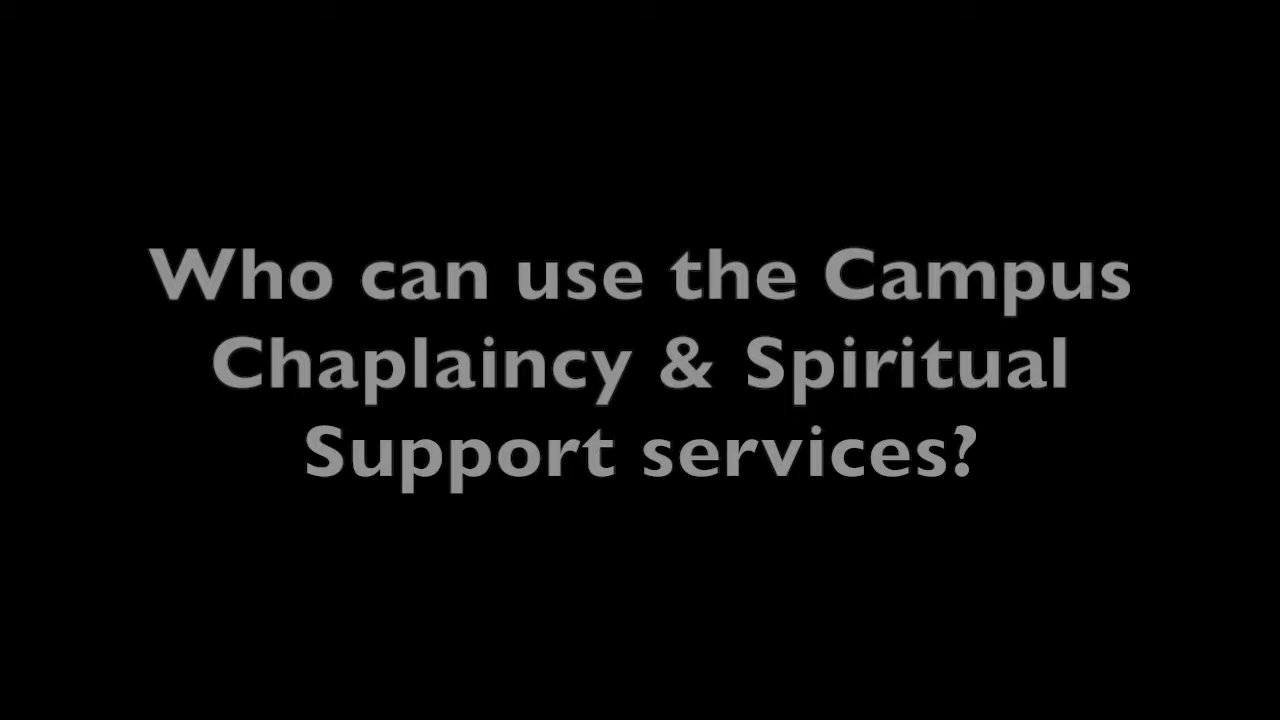 Who can use the Campus
Chaplaincy & Spiritual
Support services?